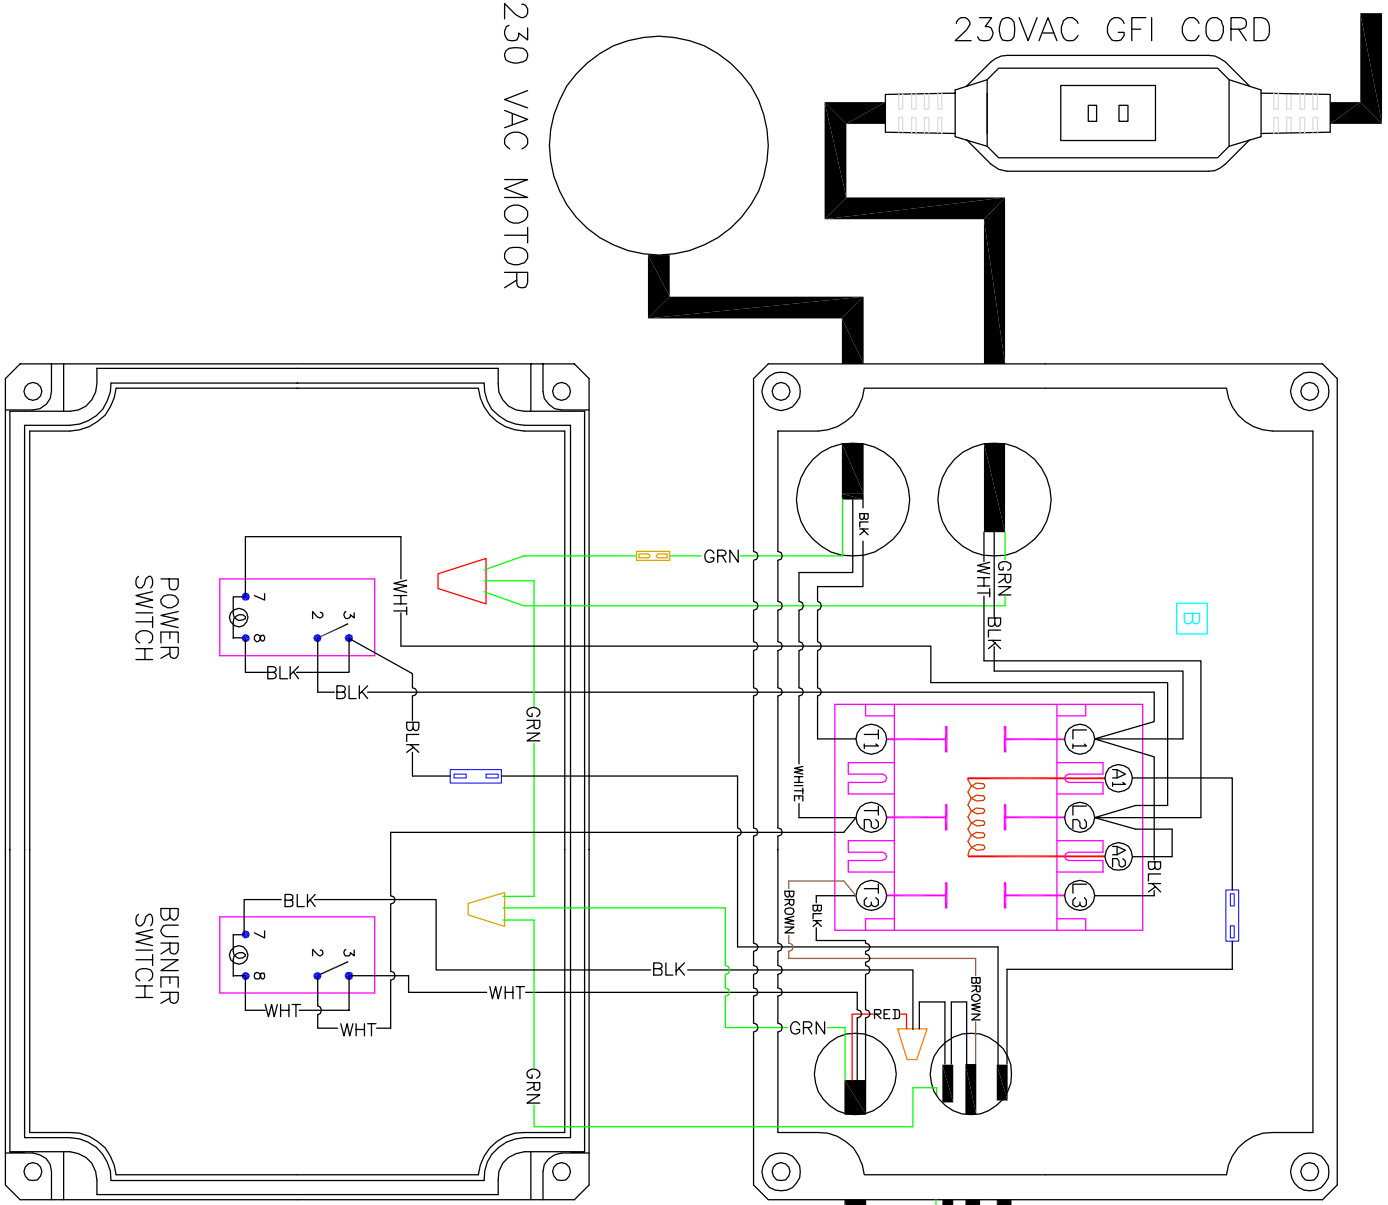 230VAC GFI CORD
230 VAC MOTOR
BLK
GRN
GRN
WHT
BLK
B
POWER
SWITCH
7
8
2
3
WHT
BLK
BLK
BLK
GRN
WHITE
T1
T2
T3
L1
L2
L3
A1
A2
BLK
BROWN
BLK
BURNER
SWITCH
7
8
2
3
BLK
WHT
WHT
WHT
BLK
RED
BROWN
GRN
GRN